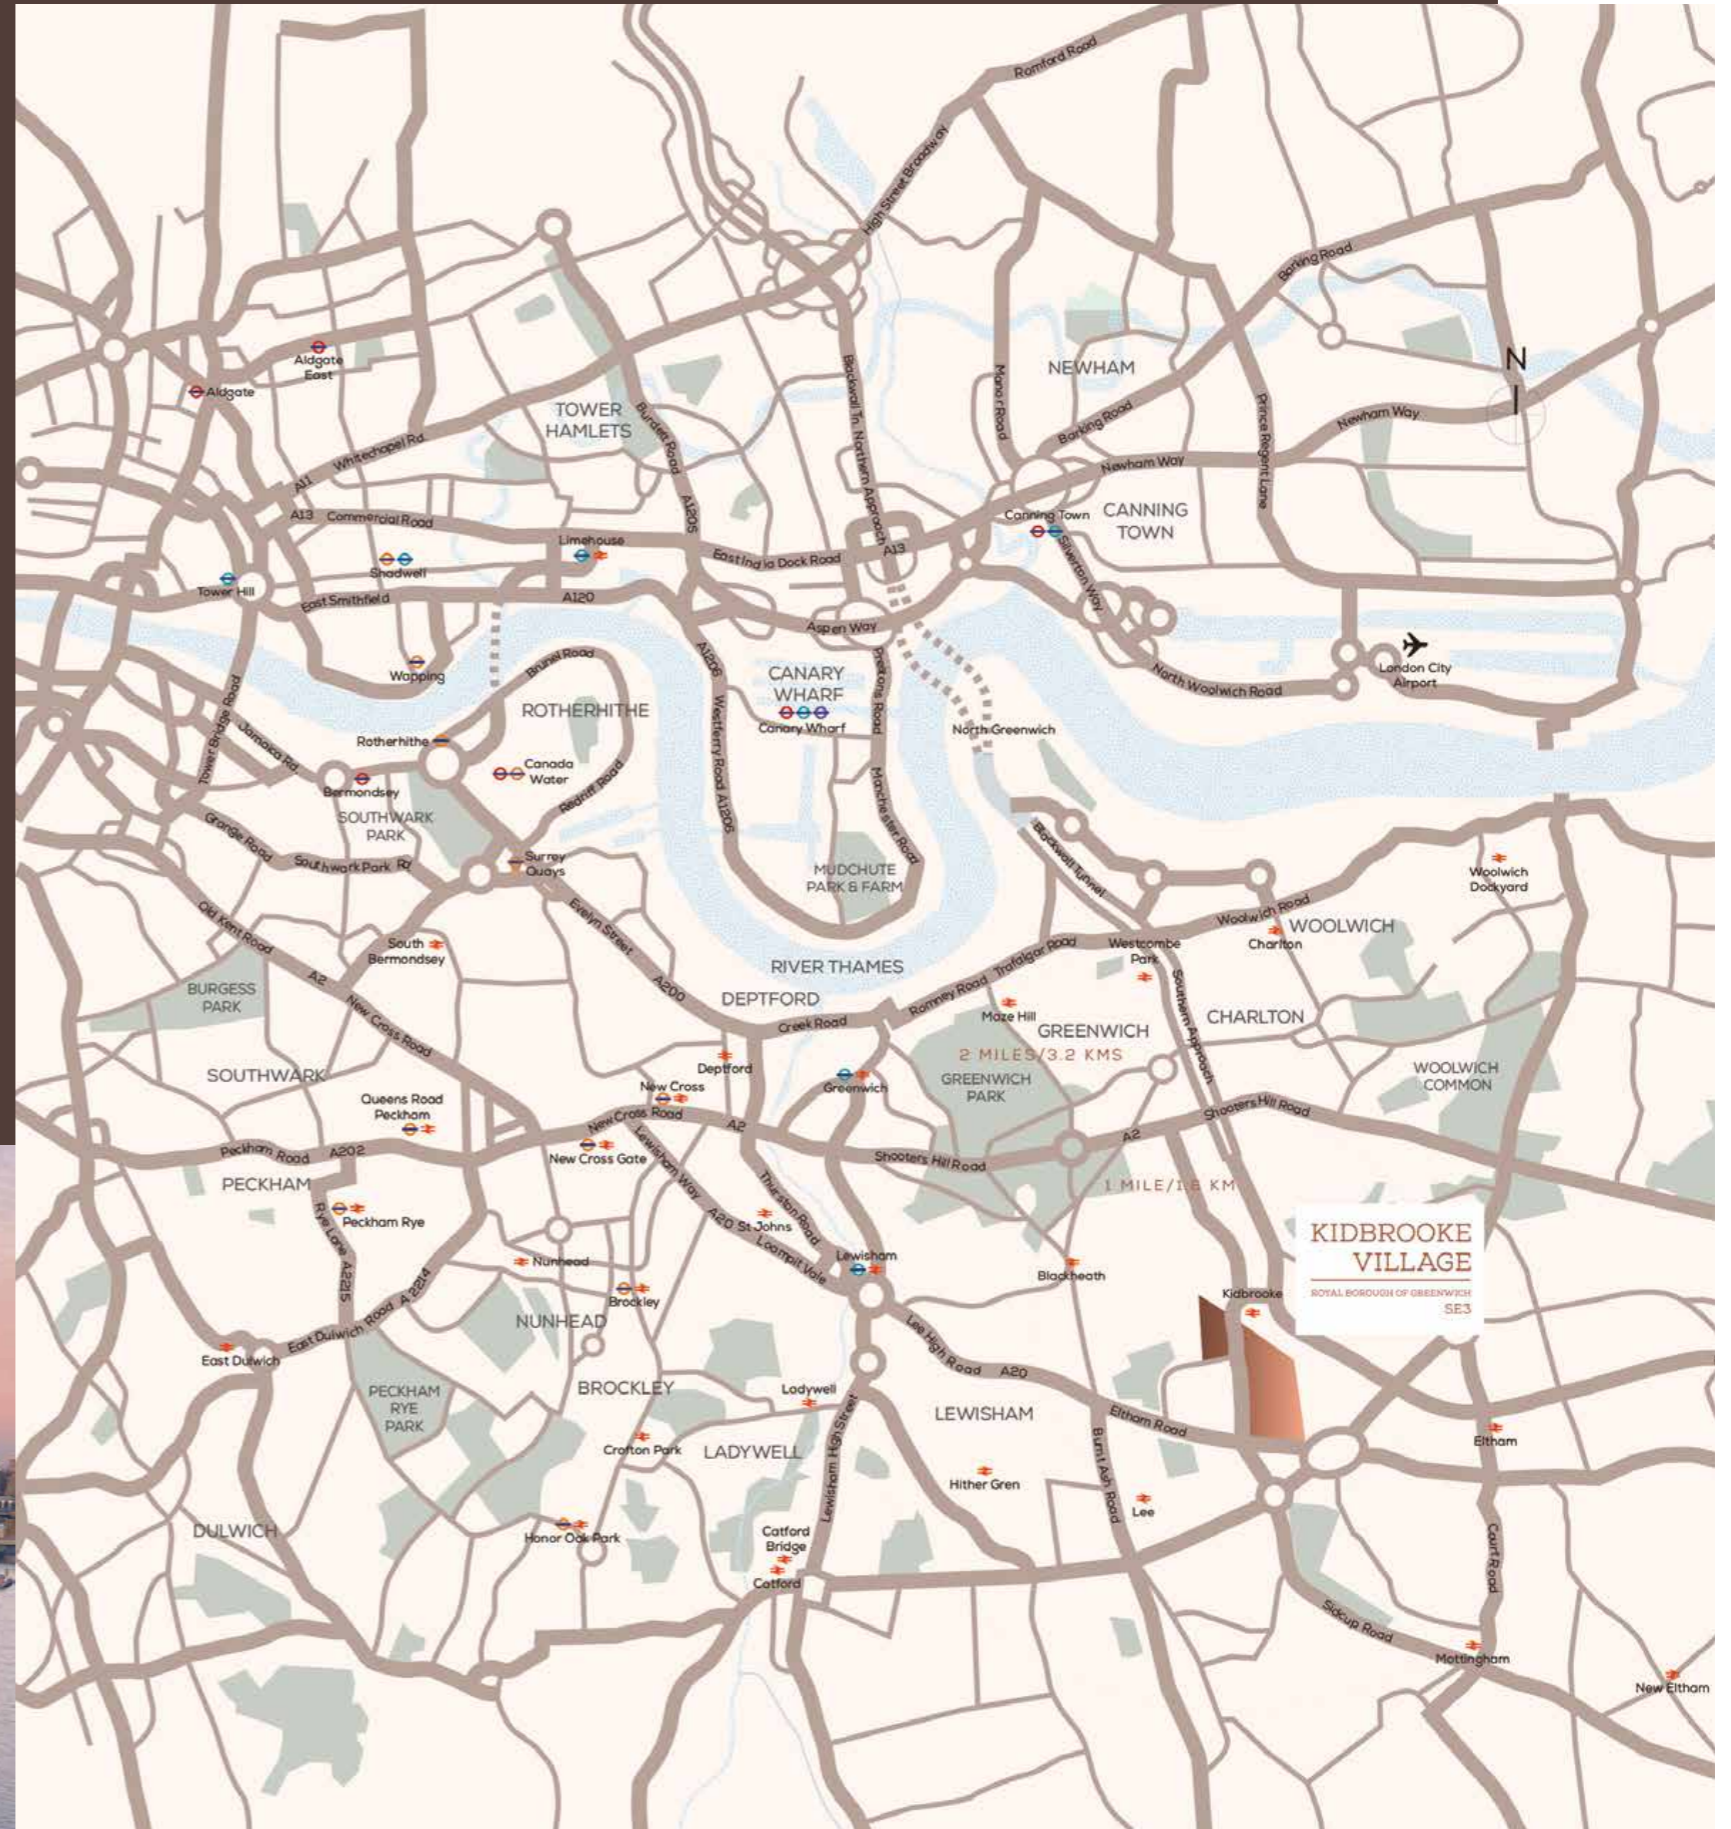 Romford Road
High Street Broadway
Barking Road
N
Aldgate
East
Aldgate
TOWER
HAMLETS
Burdett Road
Blackwall Tn. Northern Approach
Manor Road
NEWHAM
Barking Road
Prince Regent Lane
Newham Way
Whitechapel Rd.
A11
Newham Way
A13
Commercial Road
A1205
Limehouse
East India Dock Road
A13
Canning Town
CANNING
TOWN
Silverton Way
Shadwell
Tower Hill
East Smithfield
A120
Aspen Way
Wapping
Brunel Road
A1206
CANARY
WHARF
Canary Wharf
Prestons Road
North Woolwich Road
London City
Airport
ROTHERHITHE
Rotherhithe
Tower Bridge Road
Jamaica Rd.
Westferry Road A1206
North Greenwich
Canada
Water
Bermondsey
Redriff Road
Manchester Road
SOUTHWARK
PARK
Grange Road
Southwark Park Rd
Surrey
Quays
MUDCHUTE
PARK & FARM
Blackwall Tunnel
Woolwich
Dockyard
Old Kent Road
Evelyn Street
Woolwich Road
WOOLWICH
Charlton
South
Bermondsey
RIVER THAMES
Trafalgar Road
Westcombe
Park
A2
A200
BURGESS
PARK
DEPTFORD
Romney Road
Southern Approach
New Cross Road
Creek Road
Maze Hill
GREENWICH
CHARLTON
2 MILES/3.2 KMS
Deptford
SOUTHWARK
New Cross
Greenwich
GREENWICH
PARK
WOOLWICH
COMMON
Queens Road
Peckham
New Cross Road
A2
Shooters Hill Road
A2
Peckham Road
A202
New Cross Gate
Lewisham Way
Shooters Hill Road
PECKHAM
Thurston Road
1 MILE/1.6 KM
Rye Lane
A2215
Peckham Rye
A20
St Johns
Loampit Vale
KIDBROOKE
VILLAGE
ROYAL BOROUGH OF GREENWICH
SE3
Nunhead
Lewisham
Blackheath
Kidbrooke
Brockley
NUNHEAD
East Dulwich Road
A 2214
East Dulwich
Lee High Road
A20
PECKHAM
RYE
PARK
BROCKLEY
Ladywell
LEWISHAM
Eltham Road
Eltham
Crofton Park
LADYWELL
Lewisham High Street
Burnt Ash Road
Hither Gren
Lee
DULWICH
Honor Oak Park
Catford
Bridge
Catford
Court Road
Sidcup Road
Mottingham
New Eltham